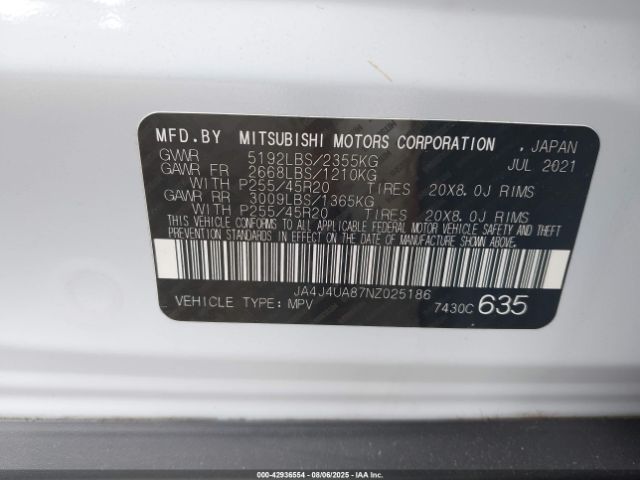 MFD.BY MITSUBISHI MOTORS CORPORATION . JAPAN
GVWR 5192LBS/2355KG JUL 2021
GAWR FR 2668LBS/1210KG
WITH P255/45R20 TIRES 20X8.0J RIMS
GAWR RR 3009LBS/1365KG
WITH P255/45R20 TIRES 20X8.0J RIMS
THIS VEHICLE CONFORMS TO ALL APPLICABLE FEDERAL MOTOR VEHICLE SAFETY AND THEFT
PREVENTION STANDARDS IN EFFECT ON THE DATE OF MANUFACTURE SHOWN ABOVE.
JA4J4UA87NZ025186
VEHICLE TYPE: MPV 7430C 635
000-42936554 - 08/06/2025 - IAA Inc.